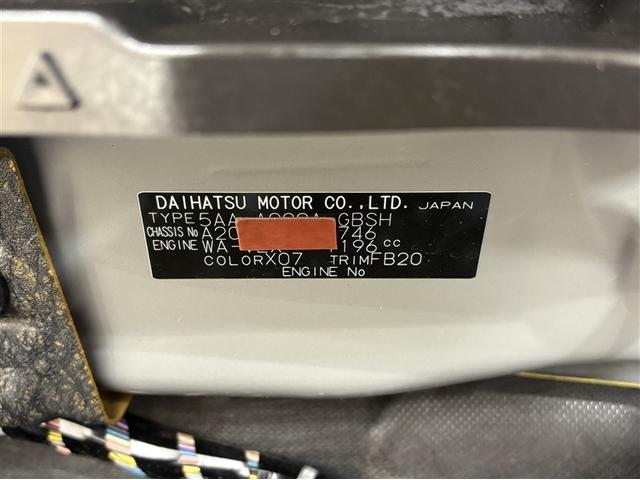 DAIHATSU MOTOR CO.,LTD. JAPAN
TYPE 5AA GBSH
CHASSIS No A20 746
ENGINE WA- 1196 cc
COLOR X07 TRIM FB20
ENGINE No